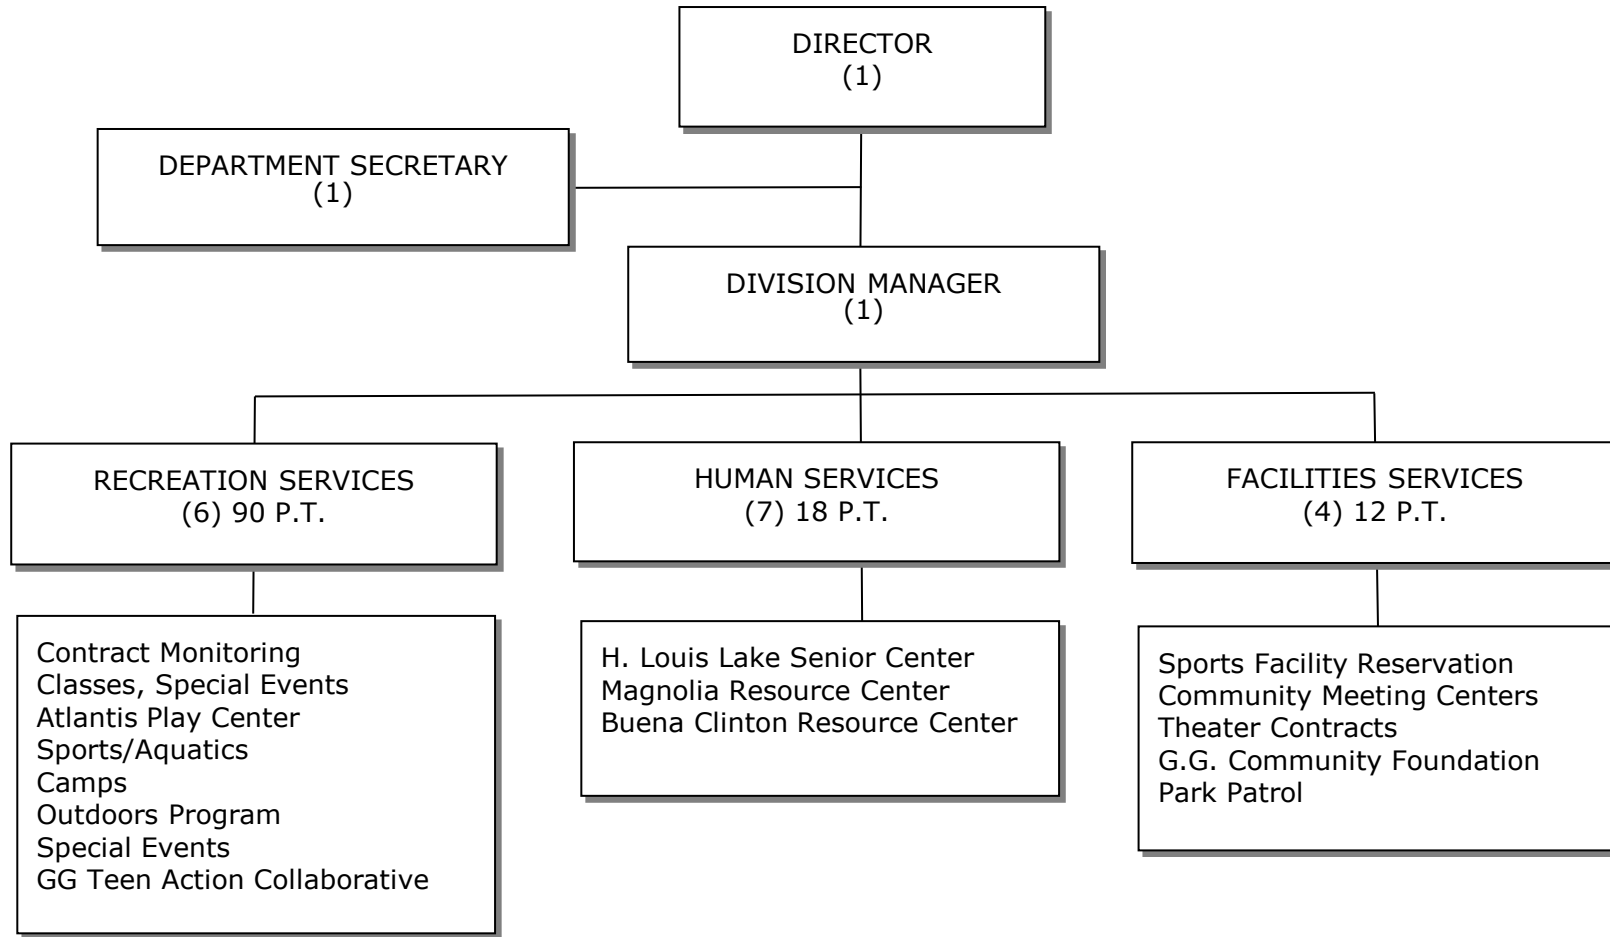 DIRECTOR
(1)
DEPARTMENT SECRETARY
(1)
DIVISION MANAGER
(1)
RECREATION SERVICES
(6) 90 P.T.
HUMAN SERVICES
(7) 18 P.T.
FACILITIES SERVICES
(4) 12 P.T.
Contract Monitoring
Classes, Special Events
Atlantis Play Center
Sports/Aquatics
Camps
Outdoors Program
Special Events
GG Teen Action Collaborative
H. Louis Lake Senior Center
Magnolia Resource Center
Buena Clinton Resource Center
Sports Facility Reservation
Community Meeting Centers
Theater Contracts
G.G. Community Foundation
Park Patrol